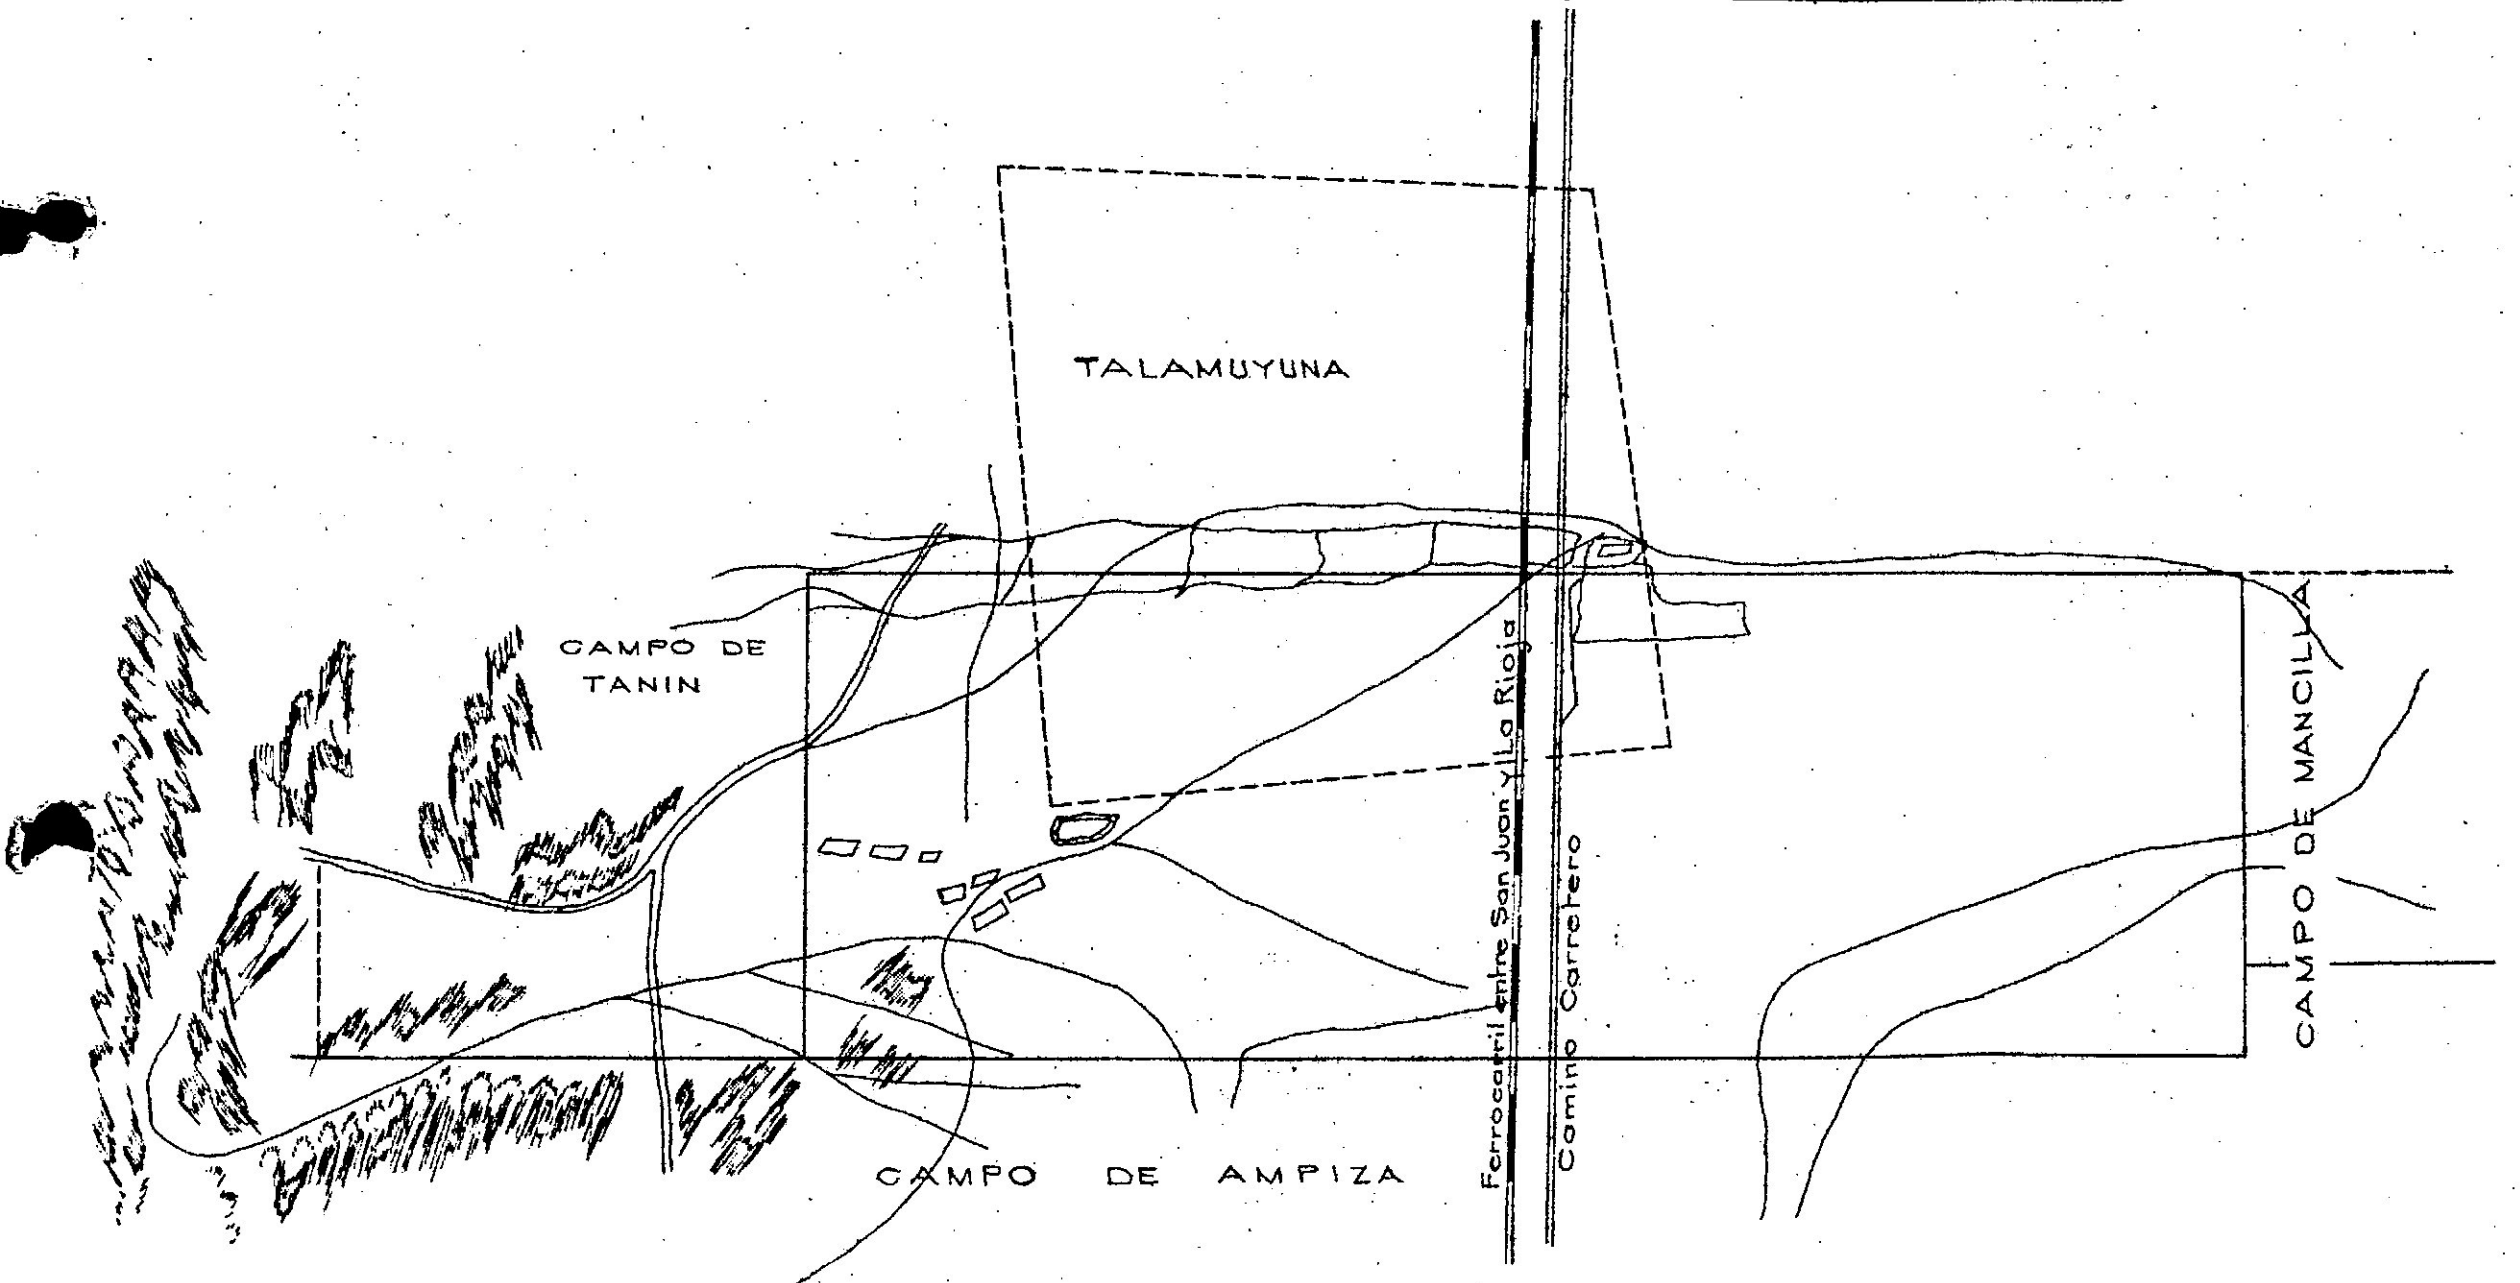 TALAMUYUNA
CAMPO DE
TANIN
Ferrocarril entre San Juan y La Rioja
Camino Carretero
CAMPO DE MANCILLA
CAMPO DE AMPIZA